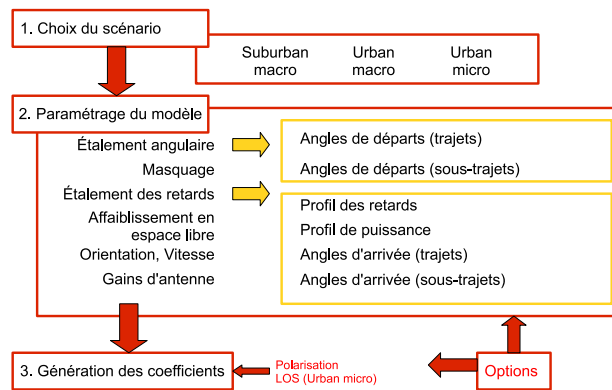 1. Choix du scénario
Suburban macro
Urban macro
Urban micro
2. Paramétrage du modèle
Étalement angulaire
Masquage
Étalement des retards
Affaiblissement en
espace libre
Orientation, Vitesse
Gains d'antenne
Angles de départs (trajets)
Angles de départs (sous-trajets)
Profil des retards
Profil de puissance
Angles d'arrivée (trajets)
Angles d'arrivée (sous-trajets)
3. Génération des coefficients
Polarisation
LOS (Urban micro)
Options